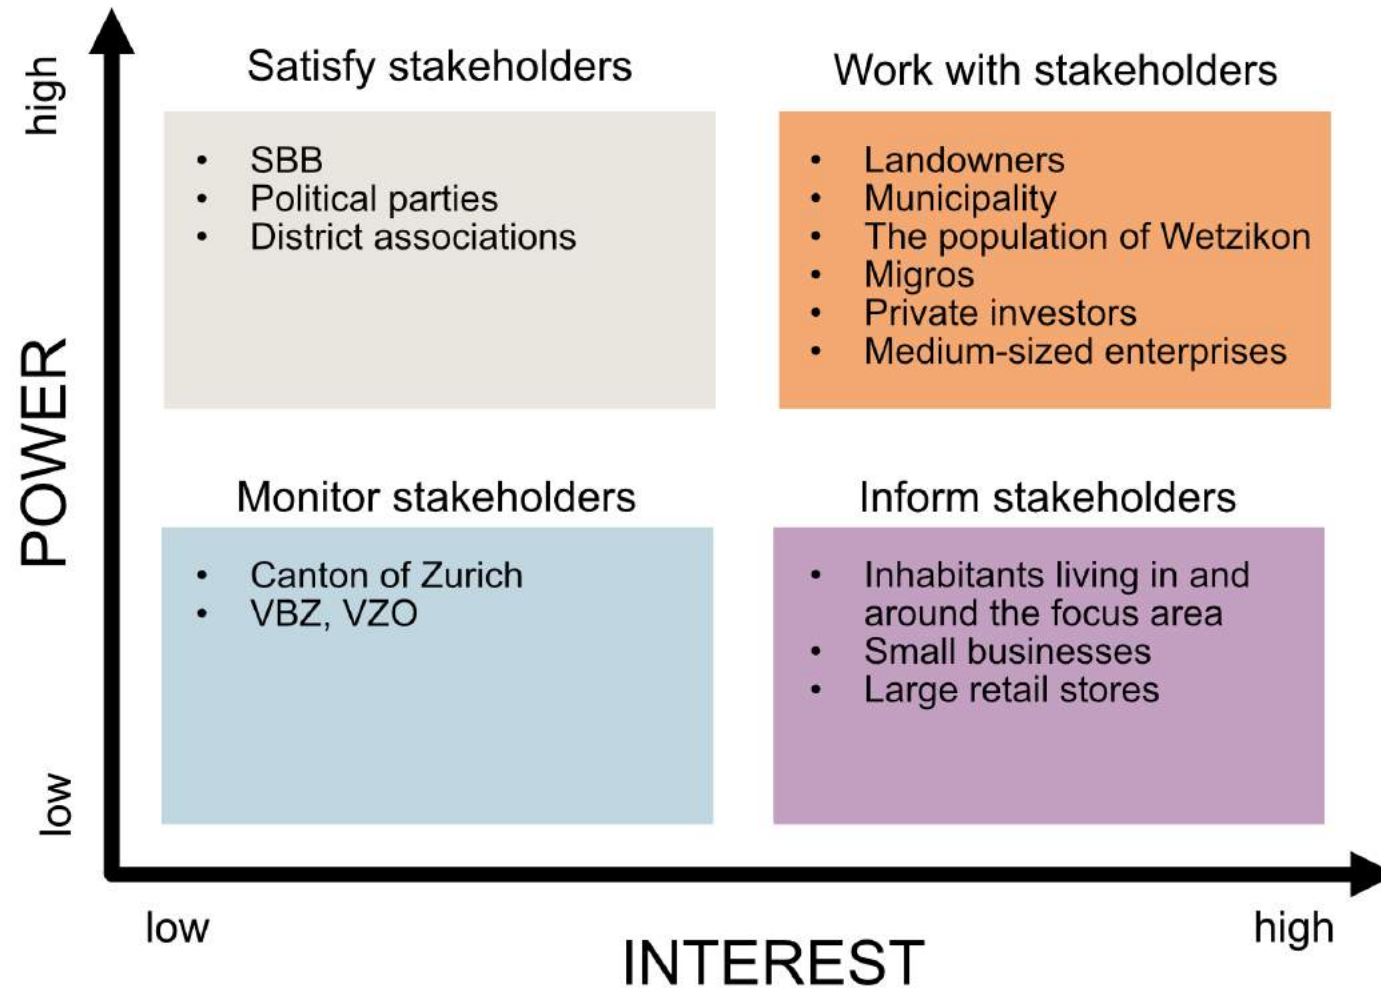 high
Satisfy stakeholders
• SBB
• Political parties
• District associations
Work with stakeholders
• Landowners
• Municipality
• The population of Wetzikon
• Migros
• Private investors
• Medium-sized enterprises
POWER
Monitor stakeholders
• Canton of Zurich
• VBZ, VZO
Inform stakeholders
• Inhabitants living in and
around the focus area
• Small businesses
• Large retail stores
low
low
INTEREST
high